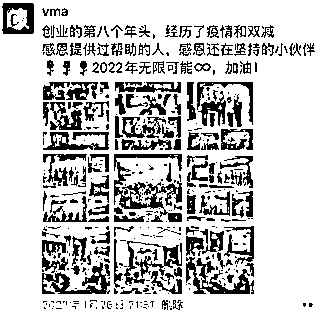 vma
创业的第八个年头，经历了疫情和双减
感恩提供过帮助的人，感恩还在坚持的小伙伴
2022年无限可能∞，加油！
删除